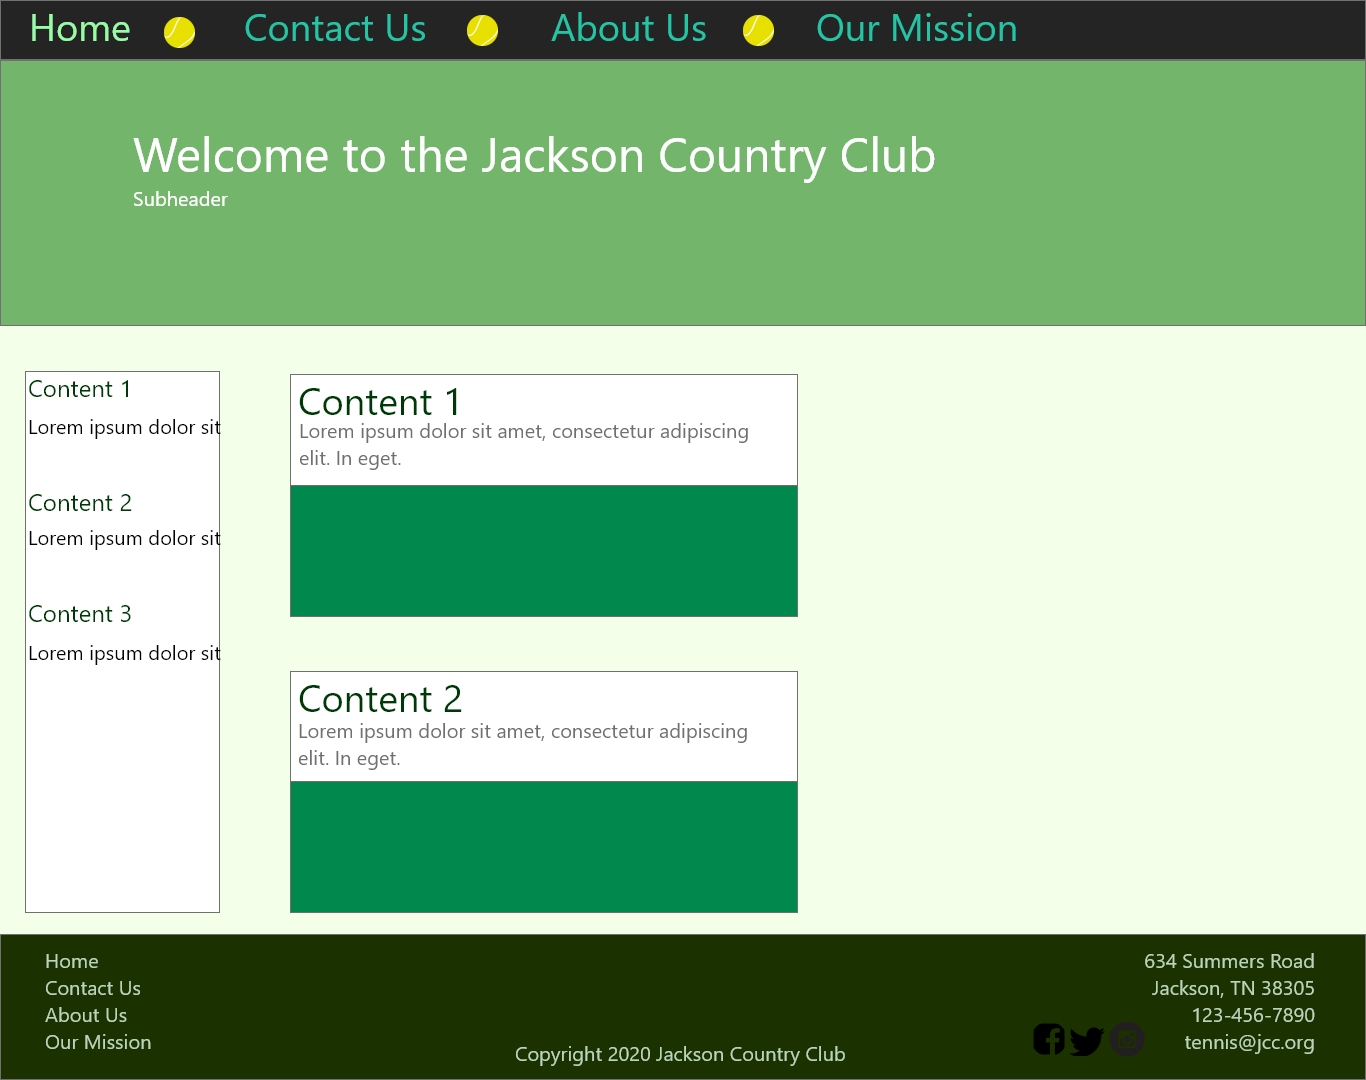 Home Contact Us About Us Our Mission
Welcome to the Jackson Country Club
Subheader
Content 1
Lorem ipsum dolor sit
Content 2
Lorem ipsum dolor sit
Content 3
Lorem ipsum dolor sit
Content 1
Lorem ipsum dolor sit amet, consectetur adipiscing
elit. In eget.
Content 2
Lorem ipsum dolor sit amet, consectetur adipiscing
elit. In eget.
Home
Contact Us
About Us
Our Mission
Copyright 2020 Jackson Country Club
634 Summers Road
Jackson, TN 38305
123-456-7890
tennis@jcc.org